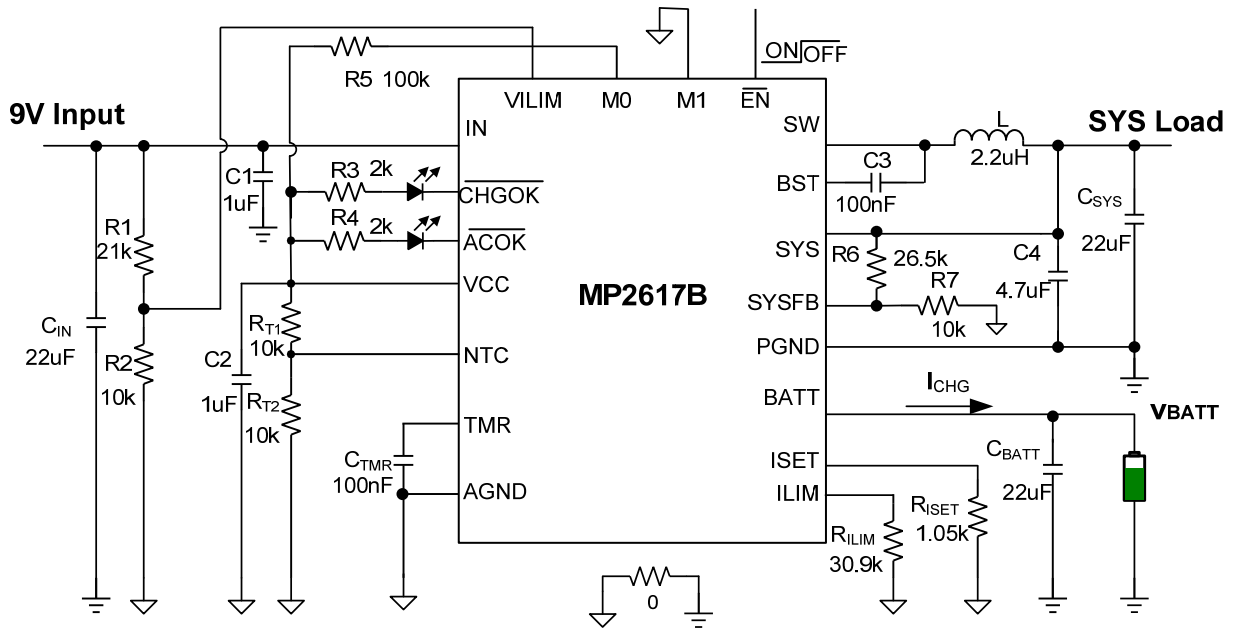 ON OFF
R5 100k
VILIM M0 M1 EN
9V Input
IN
SW
L
2.2uH
SYS Load
C1
1uF
R3 2k
CHGOK
BST
C3
100nF
CSYS
22uF
R1
21k
R4 2k
ACOK
SYS
R6 26.5k
C4
4.7uF
VCC
MP2617B
SYSFB
R7
10k
CIN
22uF
RT1
10k
R2
10k
C2
1uF
NTC
PGND
RT2
10k
BATT
ICHG
VBATT
TMR
CTMR
100nF
ISET
CBATT
22uF
AGND
ILIM
RISET
1.05k
RILIM
30.9k
0